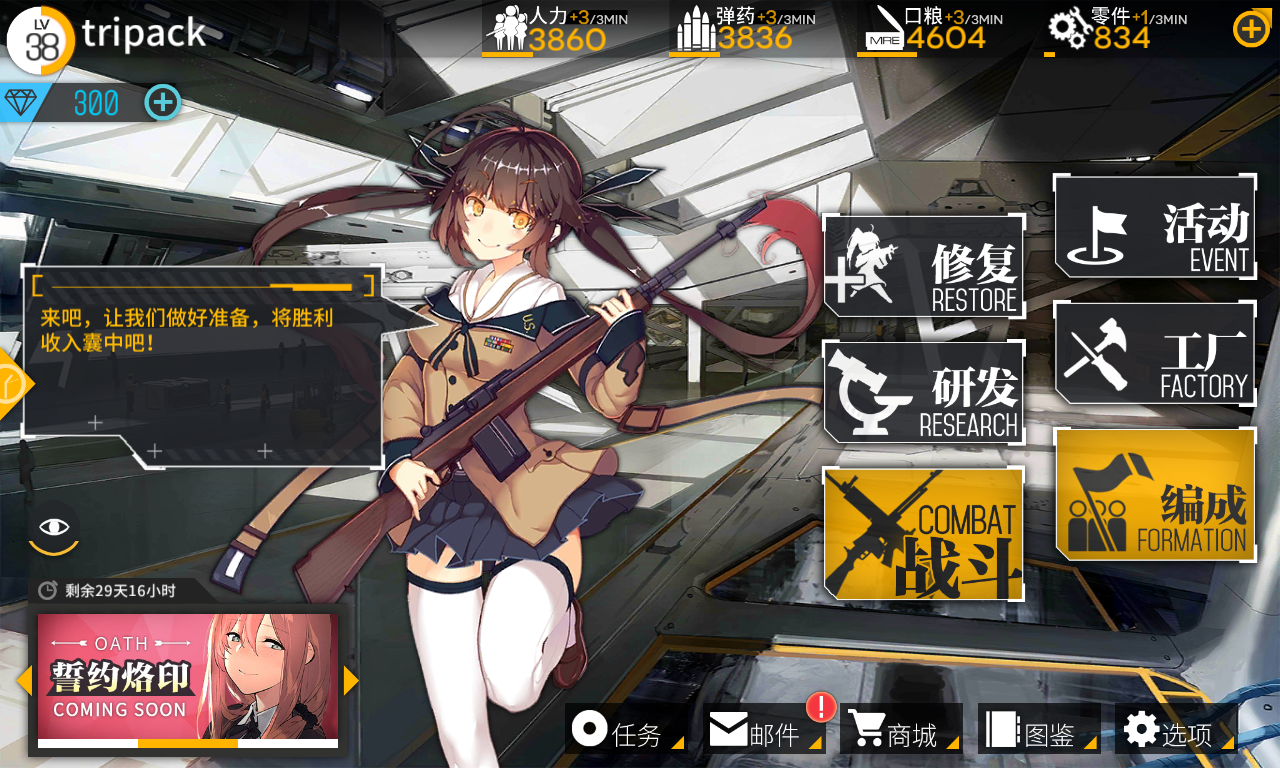 LV
38
tripack
人力+3/3MIN
3860
弹药+3/3MIN
3836
MRE
口粮+3/3MIN
4604
零件+1/3MIN
834
300
来吧，让我们做好准备，将胜利
收入囊中吧！
US
修复
RESTORE
活动
EVENT
研发
RESEARCH
工厂
FACTORY
COMBAT
战斗
编成
FORMATION
剩余29天16小时
OATH
誓约烙印
COMING SOON
任务
邮件
!
商城
图鉴
选项